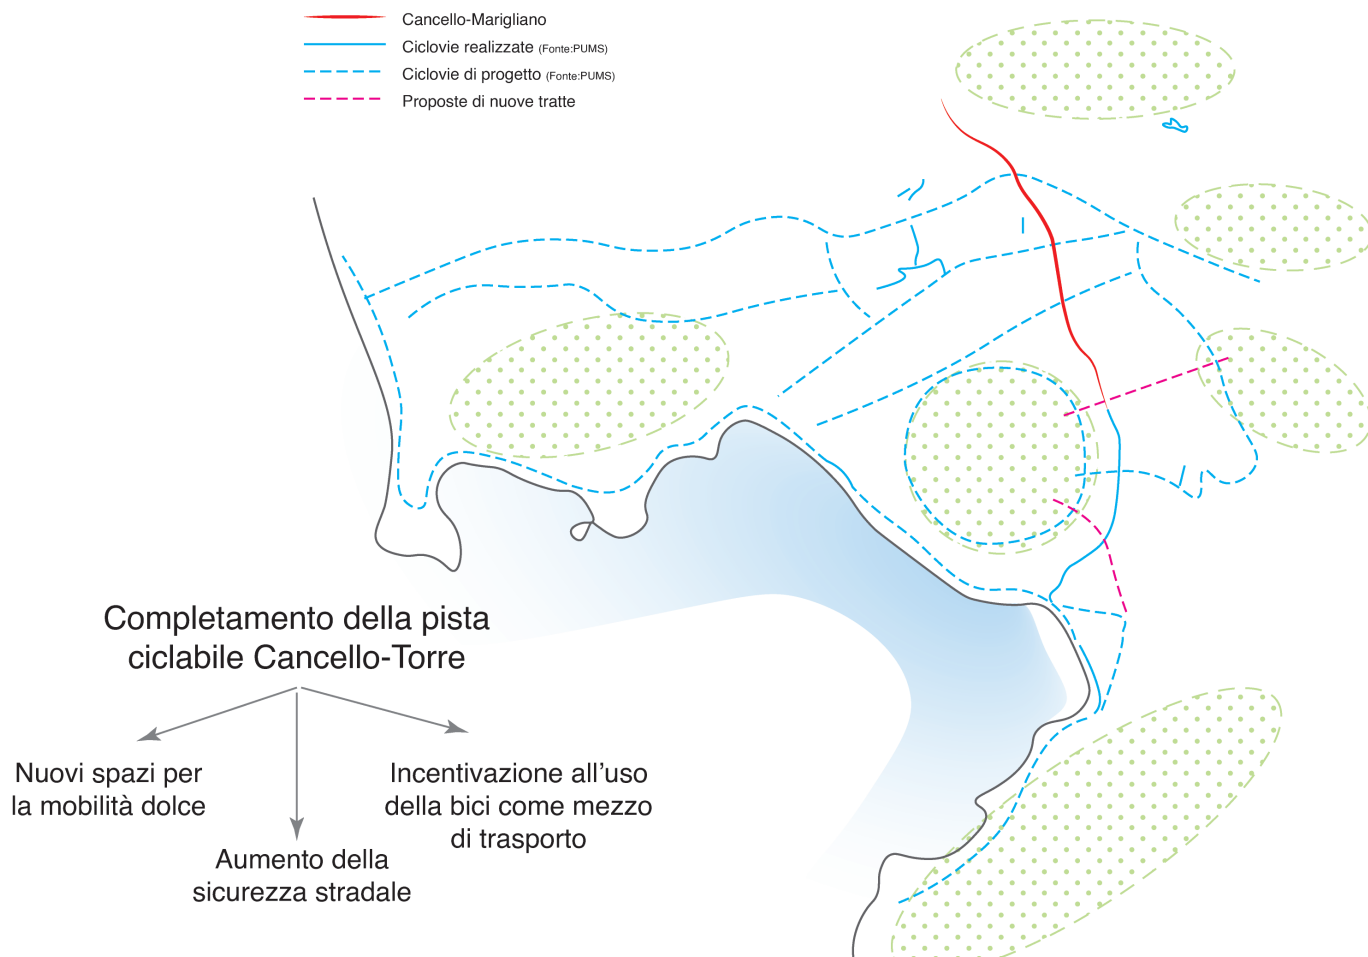 Cancello-Marigliano
Ciclovie realizzate (Fonte:PUMS)
Ciclovie di progetto (Fonte:PUMS)
Proposte di nuove tratte
Completamento della pista
ciclabile Cancello-Torre
Nuovi spazi per
la mobilità dolce
Aumento della
sicurezza stradale
Incentivazione all’uso
della bici come mezzo
di trasporto